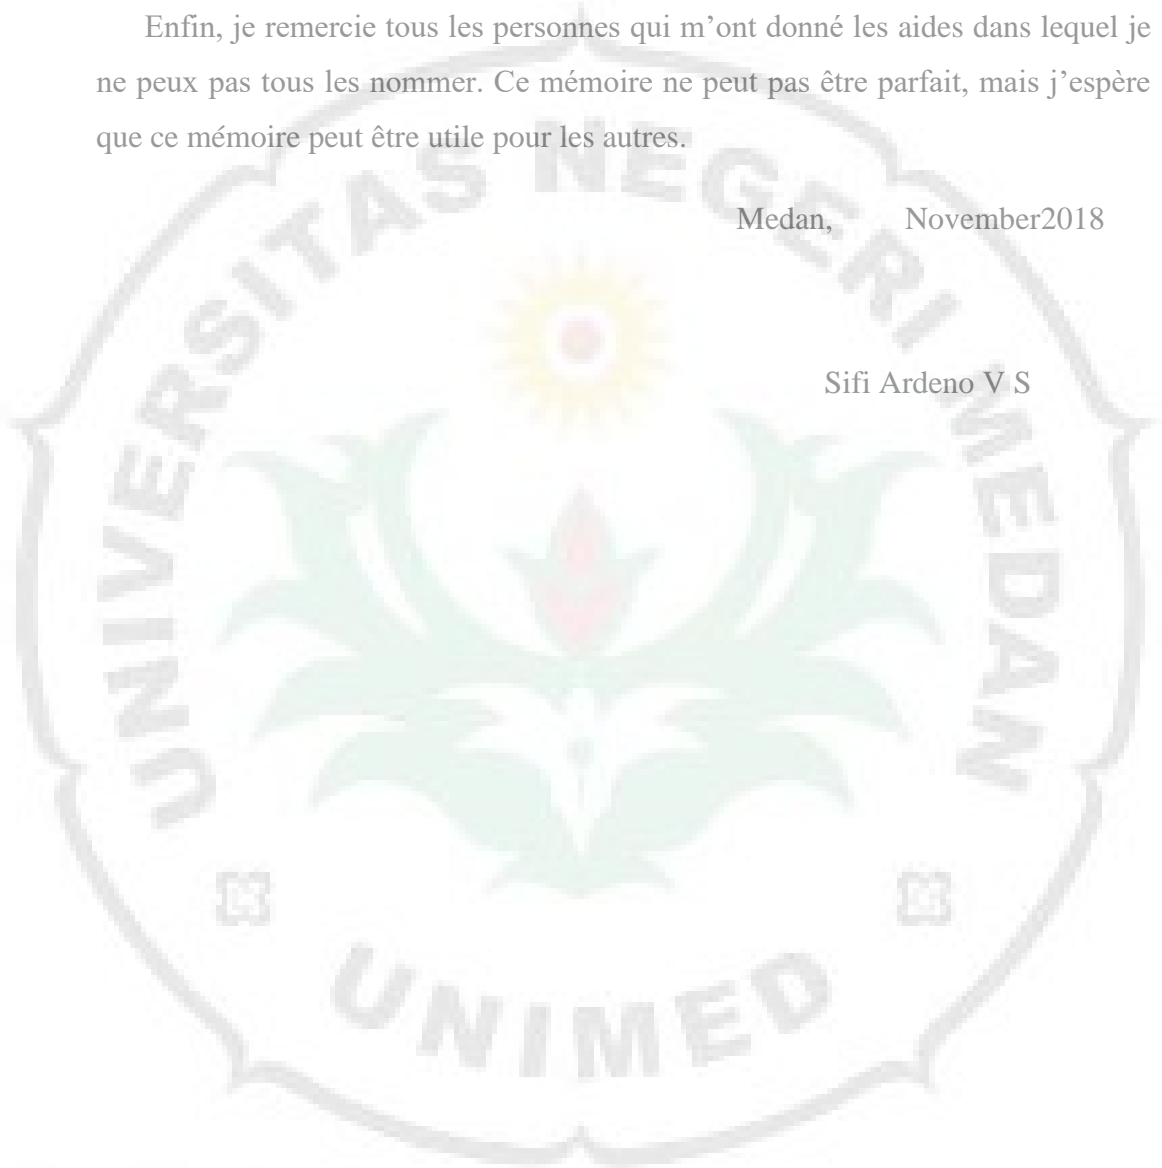 Enfin, je remercie tous les personnes qui m’ont donné les aides dans lequel je
ne peux pas tous les nommer. Ce mémoire ne peut pas être parfait, mais j’espère
que ce mémoire peut être utile pour les autres.
Medan, November2018
Sifi Ardeno V S
UNIVERSITAS NEGERI MEDAN
UNIMED